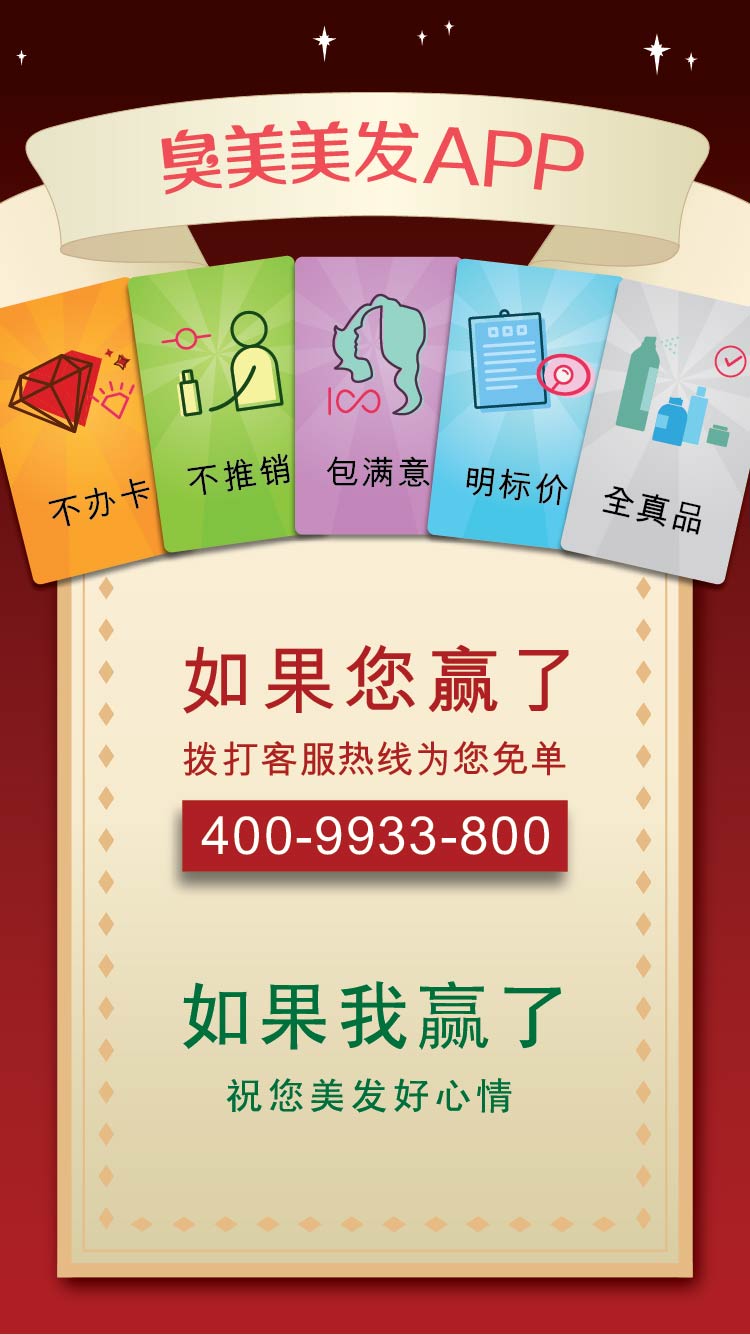 臭美美发APP
不办卡
不推销
100
包满意
明标价
全真品
如果您赢了
拨打客服热线为您免单
400-9933-800
如果我赢了
祝您美发好心情